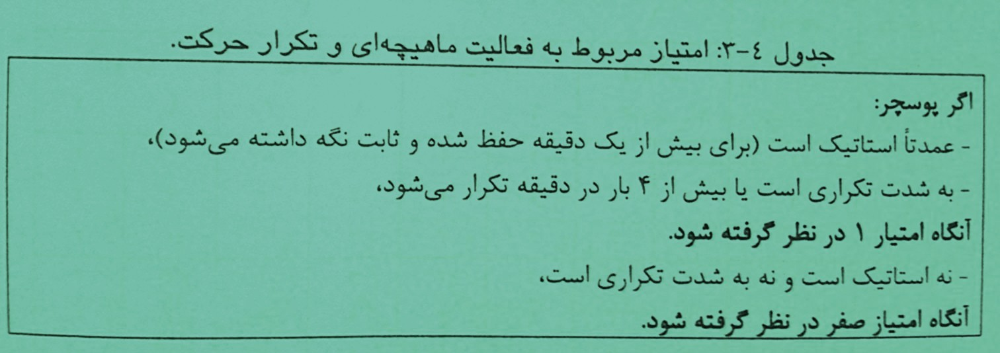 جدول ٤-٣: امتیاز مربوط به فعالیت ماهیچه‌ای و تکرار حرکت.
اگر پوسچر:
- عمدتاً استاتیک است (برای بیش از یک دقیقه حفظ شده و ثابت نگه داشته می‌شود)،
- به شدت تکراری است یا بیش از ۴ بار در دقیقه تکرار می‌شود،
آنگاه امتیار ۱ در نظر گرفته شود.
- نه استاتیک است و نه به شدت تکراری است،
آنگاه امتیاز صفر در نظر گرفته شود.